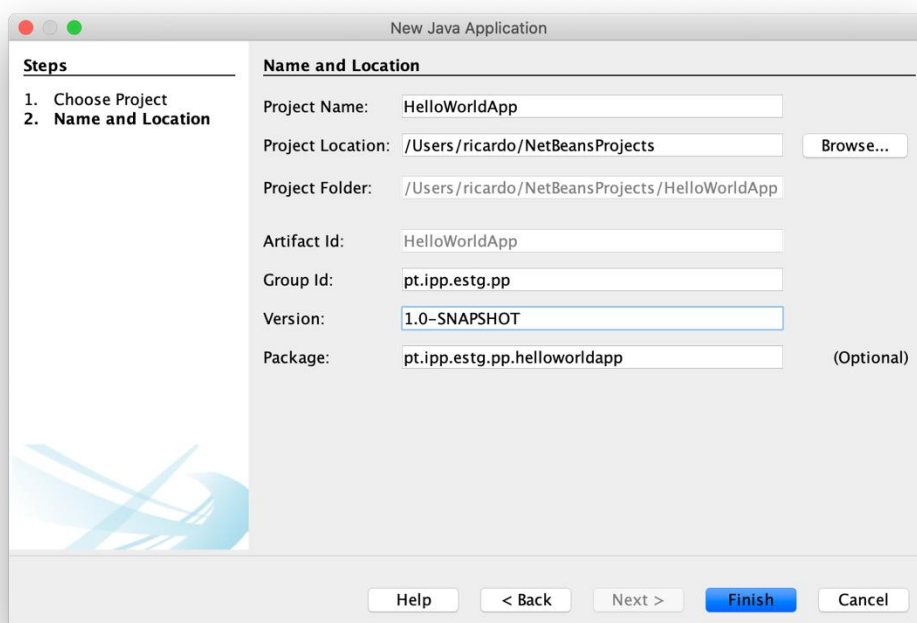 New Java Application
Steps
1. Choose Project
2. Name and Location
Name and Location
Project Name: HelloWorldApp
Project Location: /Users/ricardo/NetBeansProjects Browse...
Project Folder: /Users/ricardo/NetBeansProjects/HelloWorldApp
Artifact Id: HelloWorldApp
Group Id: pt.ipp.estg.pp
Version: 1.0-SNAPSHOT
Package: pt.ipp.estg.pp.helloworldapp (Optional)
Help < Back Next > Finish Cancel